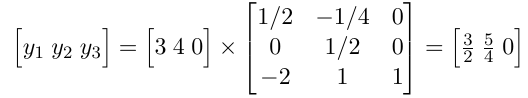 [y₁ y₂ y₃] = [3 4 0] × [1/2 −1/4 0; 0 1/2 0; −2 1 1] = [3/2 5/4 0]